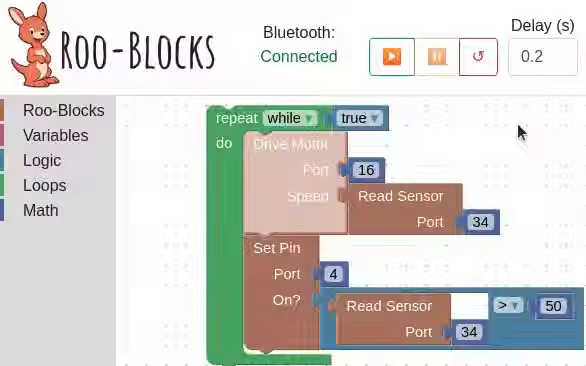 Roo-Blocks
Bluetooth:
Connected
Delay (s)
0.2
Roo-Blocks
Variables
Logic
Loops
Math
repeat while true
do
Drive Motor
Port 16
Speed Read Sensor
Port 34
Set Pin
Port 4
On? Read Sensor > 50
Port 34